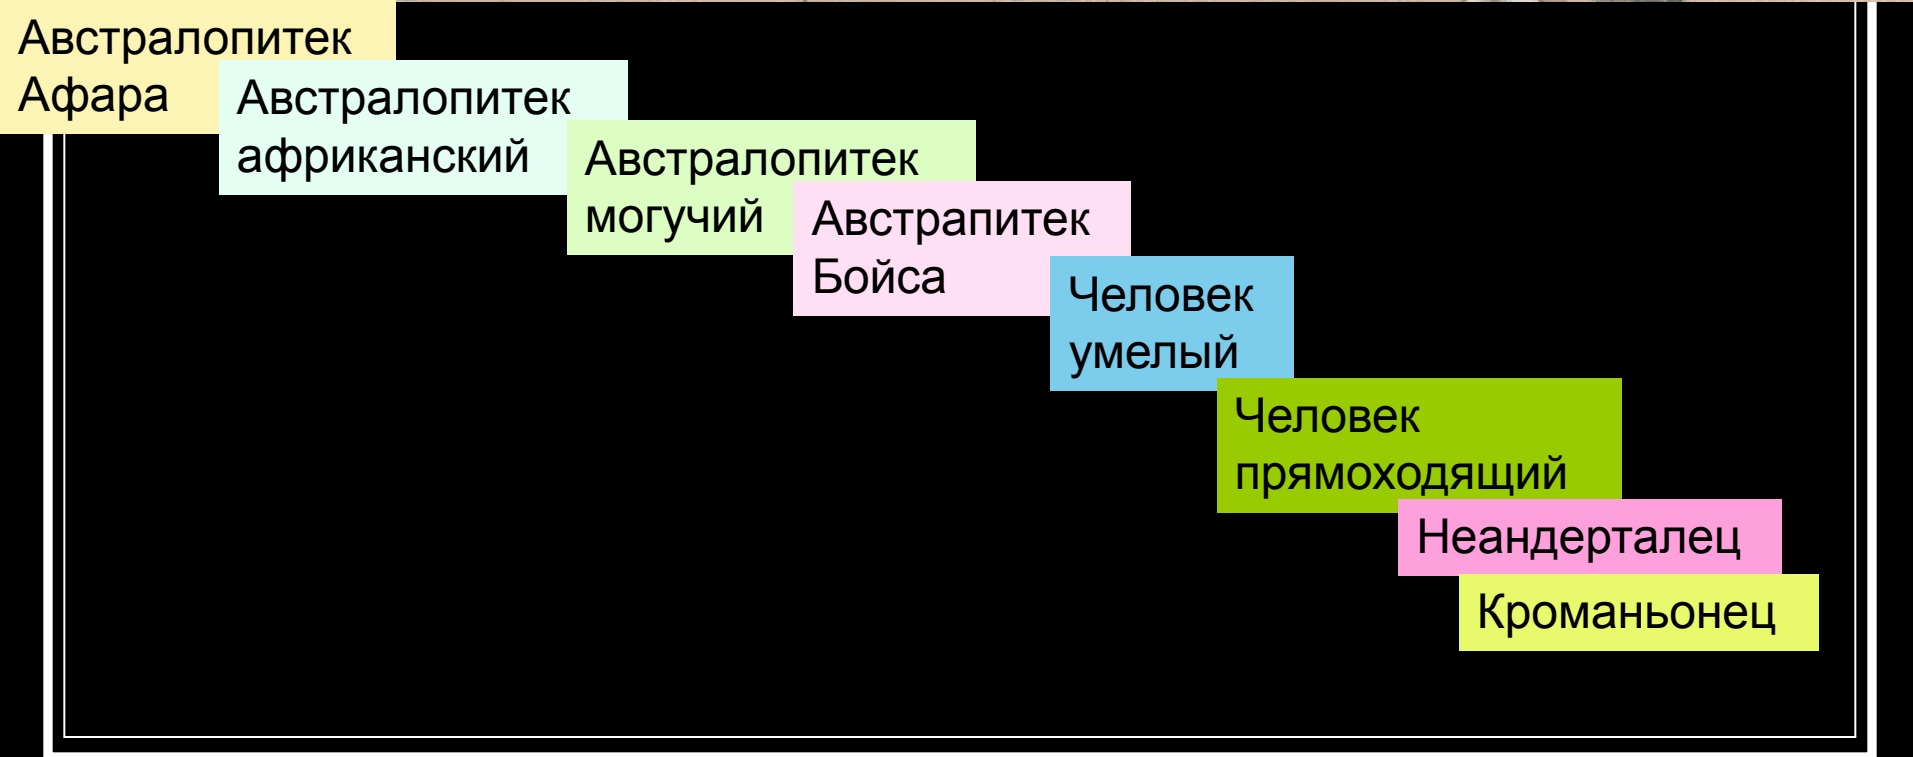 Австралопитек
Афара
Австралопитек
африканский
Австралопитек
могучий
Австрапитек
Бойса
Человек
умелый
Человек
прямоходящий
Неандерталец
Кроманьонец